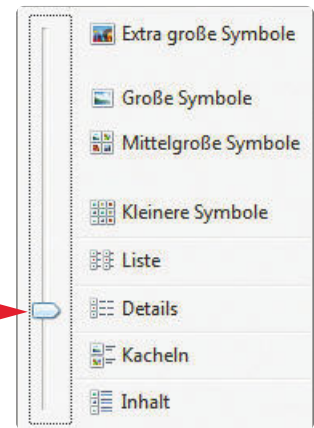 Extra große Symbole
Große Symbole
Mittelgroße Symbole
Kleinere Symbole
Liste
Details
Kacheln
Inhalt